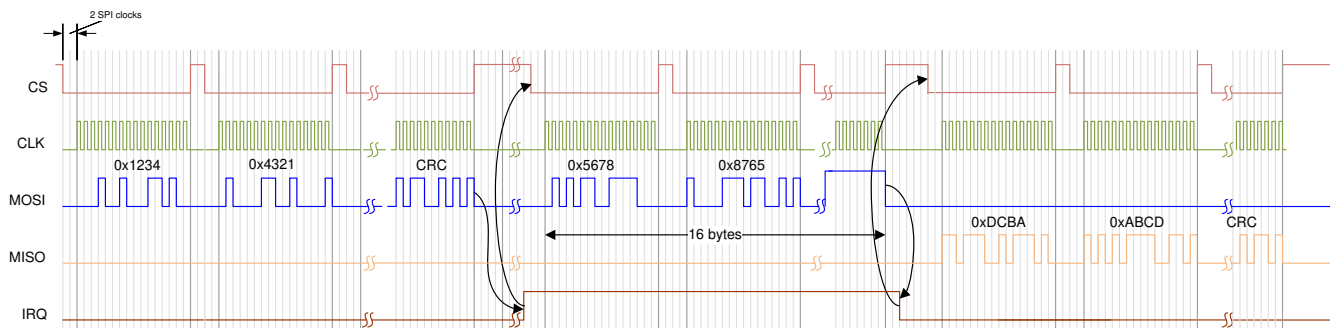 2 SPI clocks
CS
CLK
0x1234
0x4321
CRC
0x5678
0x8765
MOSI
16 bytes
0xDCBA
0xABCD
CRC
MISO
IRQ